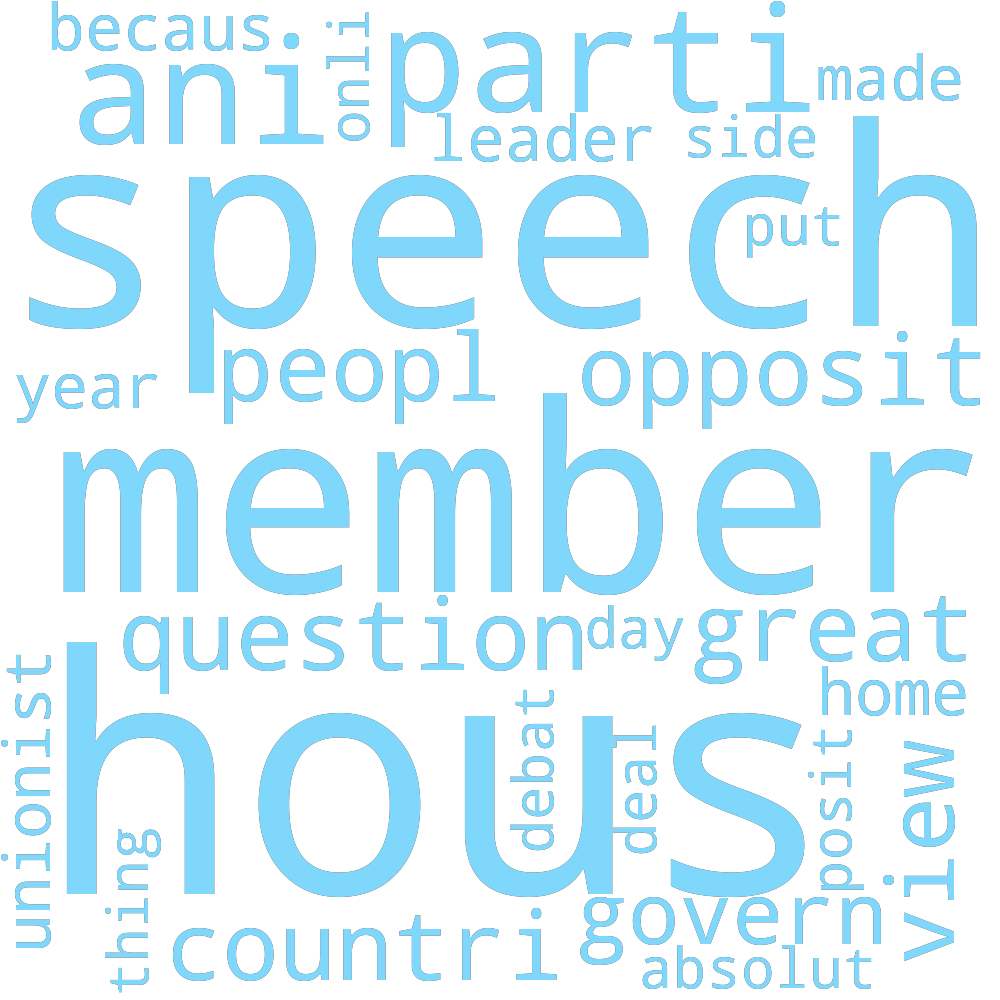 becaus
ani
onli
parti
made
leader
side
speech
put
peopl
opposit
year
member
question
day
great
hous
home
unionist
debat
deal
posit
view
thing
countri
govern
absolut